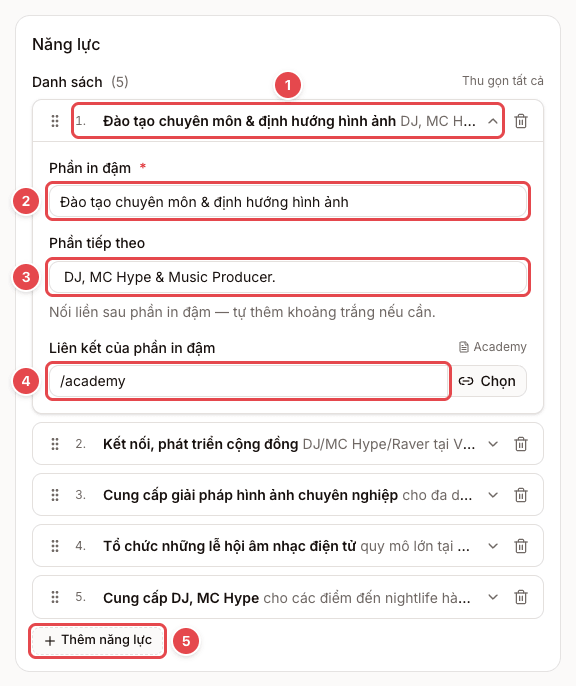 Năng lực
Danh sách (5) Thu gọn tất cả
1
1. Đào tạo chuyên môn & định hướng hình ảnh DJ, MC H...
Phần in đậm *
2 Đào tạo chuyên môn & định hướng hình ảnh
Phần tiếp theo
3 DJ, MC Hype & Music Producer.
Nối liền sau phần in đậm — tự thêm khoảng trắng nếu cần.
Liên kết của phần in đậm Academy
4 /academy Chọn
2. Kết nối, phát triển cộng đồng DJ/MC Hype/Raver tại V...
3. Cung cấp giải pháp hình ảnh chuyên nghiệp cho đa d...
4. Tổ chức những lễ hội âm nhạc điện tử quy mô lớn tại ...
5. Cung cấp DJ, MC Hype cho các điểm đến nightlife hà...
+ Thêm năng lực 5